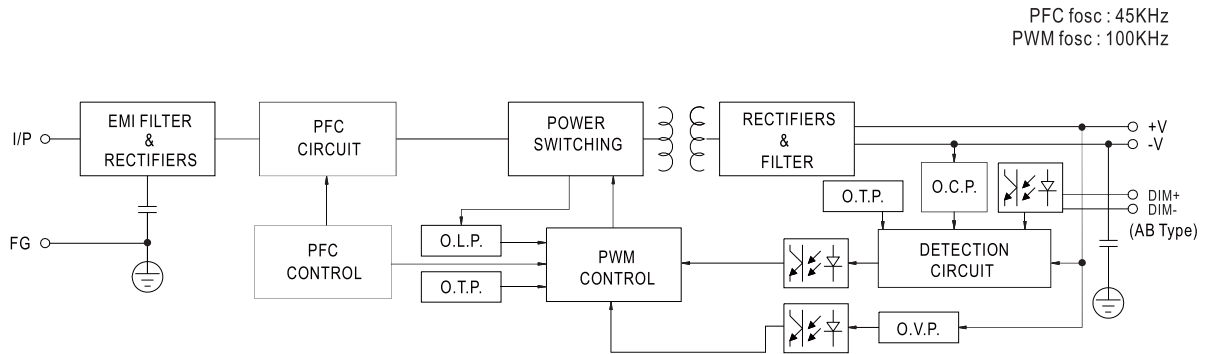 PFC fosc : 45KHz
PWM fosc : 100KHz
I/P
EMI FILTER
&
RECTIFIERS
PFC
CIRCUIT
POWER
SWITCHING
RECTIFIERS
&
FILTER
+V
-V
O.T.P.
O.C.P.
DIM+
DIM-
(AB Type)
FG
PFC
CONTROL
O.L.P.
O.T.P.
PWM
CONTROL
DETECTION
CIRCUIT
O.V.P.